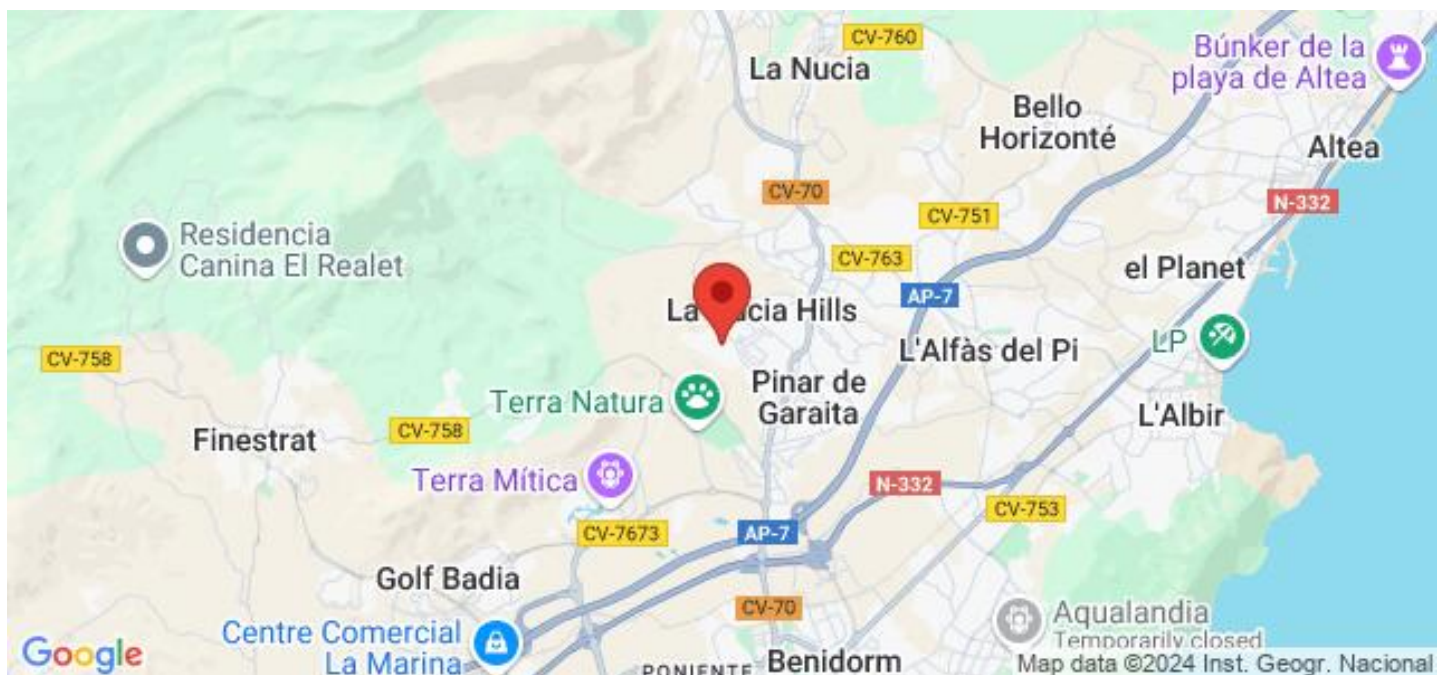 CV-760
La Nucia
Búnker de la
playa de Altea
Bello
Horizonté
Altea
CV-70
N-332
CV-751
Residencia
Canina El Realet
CV-763
el Planet
AP-7
La Nucia Hills
CV-758
L'Alfàs del Pi
LP
Pinar de
Garaita
Terra Natura
L'Albir
Finestrat
CV-758
Terra Mítica
N-332
CV-753
CV-7673
AP-7
Golf Badia
CV-70
Aqualandia
Temporarily closed
Centre Comercial
La Marina
Google
PONIENTE
Benidorm
Map data ©2024 Inst. Geogr. Nacional